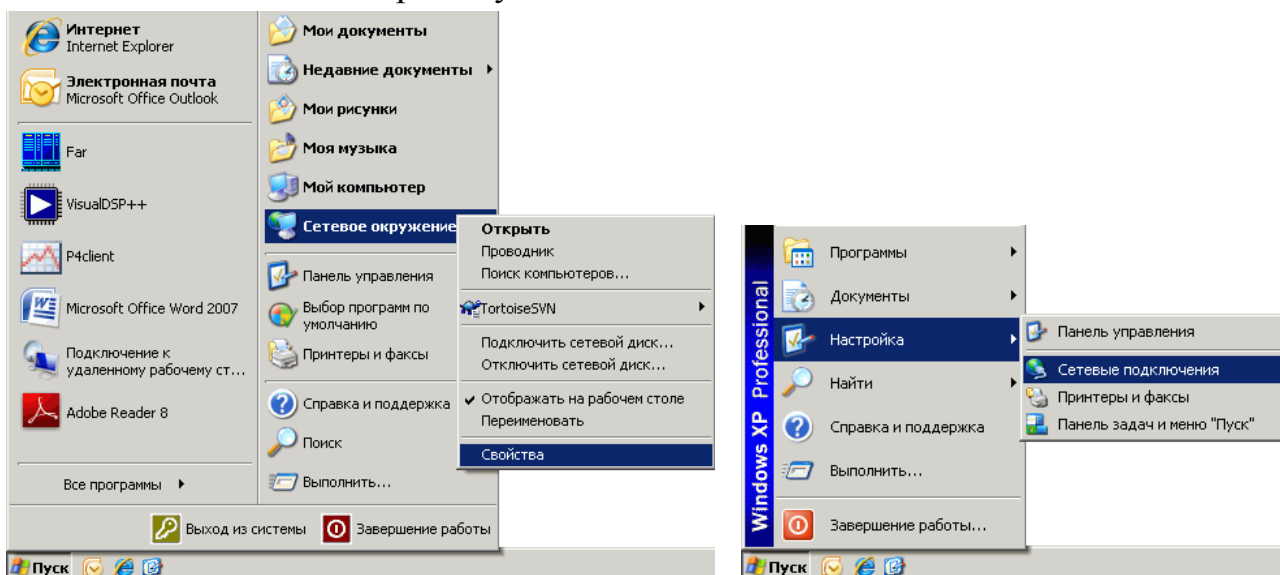 Интернет
Internet Explorer
Электронная почта
Microsoft Office Outlook
Far
VisualDSP++
P4client
Microsoft Office Word 2007
Подключение к
удаленному рабочему ст...
Adobe Reader 8
Все программы
Мои документы
Недавние документы
Мои рисунки
Моя музыка
Мой компьютер
Сетевое окружение
Панель управления
Выбор программ по
умолчанию
Принтеры и факсы
Справка и поддержка
Поиск
Выполнить...
Открыть
Проводник
Поиск компьютеров...
TortoiseSVN
Подключить сетевой диск...
Отключить сетевой диск...
Отображать на рабочем столе
Переименовать
Свойства
Выход из системы
Завершение работы
Пуск
Windows XP Professional
Программы
Документы
Настройка
Найти
Справка и поддержка
Выполнить...
Завершение работы...
Панель управления
Сетевые подключения
Принтеры и факсы
Панель задач и меню "Пуск"
Пуск